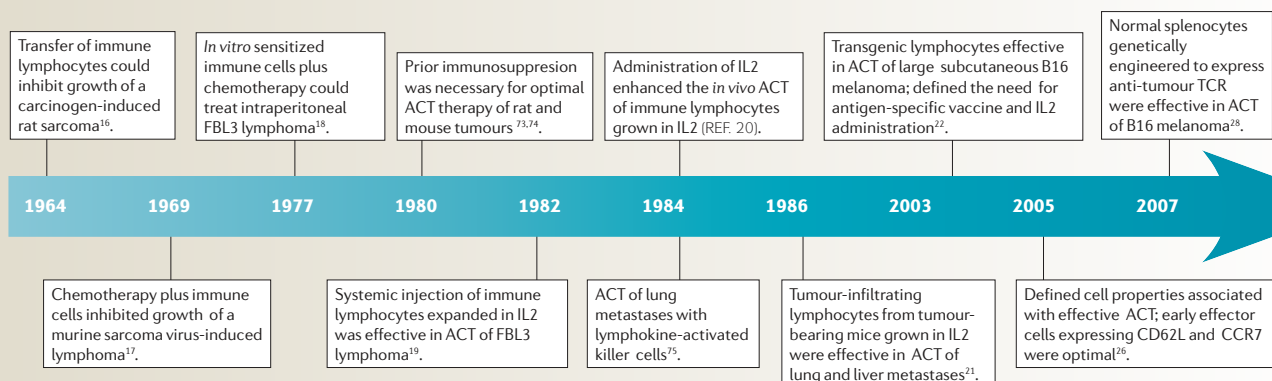 Transfer of immune
lymphocytes could
inhibit growth of a
carcinogen-induced
rat sarcoma16.
In vitro sensitized
immune cells plus
chemotherapy could
treat intraperitoneal
FBL3 lymphoma18.
Prior immunosuppresion
was necessary for optimal
ACT therapy of rat and
mouse tumours 73,74.
Administration of IL2
enhanced the in vivo ACT
of immune lymphocytes
grown in IL2 (REF. 20).
Transgenic lymphocytes effective
in ACT of large subcutaneous B16
melanoma; defined the need for
antigen-specific vaccine and IL2
administration22.
Normal splenocytes
genetically
engineered to express
anti-tumour TCR
were effective in ACT
of B16 melanoma28.
1964 1969 1977 1980 1982 1984 1986 2003 2005 2007
Chemotherapy plus immune
cells inhibited growth of a
murine sarcoma virus-induced
lymphoma17.
Systemic injection of immune
lymphocytes expanded in IL2
was effective in ACT of FBL3
lymphoma19.
ACT of lung
metastases with
lymphokine-activated
killer cells75.
Tumour-infiltrating
lymphocytes from tumour-
bearing mice grown in IL2
were effective in ACT of
lung and liver metastases21.
Defined cell properties associated
with effective ACT; early effector
cells expressing CD62L and CCR7
were optimal26.